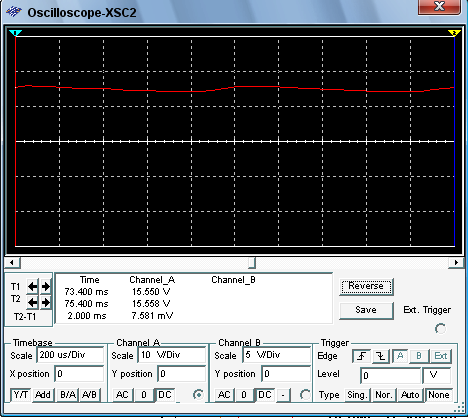 Oscilloscope-XSC2
1
2
T1
T2
T2-T1
Time Channel_A Channel_B
73.400 ms 15.550 V
75.400 ms 15.558 V
2.000 ms 7.581 mV
Reverse
Save
Ext. Trigger
Timebase
Scale 200 us/Div
X position 0
Y/T Add B/A A/B
Channel A
Scale 10 V/Div
Y position 0
AC 0 DC
Channel B
Scale 5 V/Div
Y position 0
AC 0 DC -
Trigger
Edge A B Ext
Level 0 V
Type Sing. Nor. Auto None